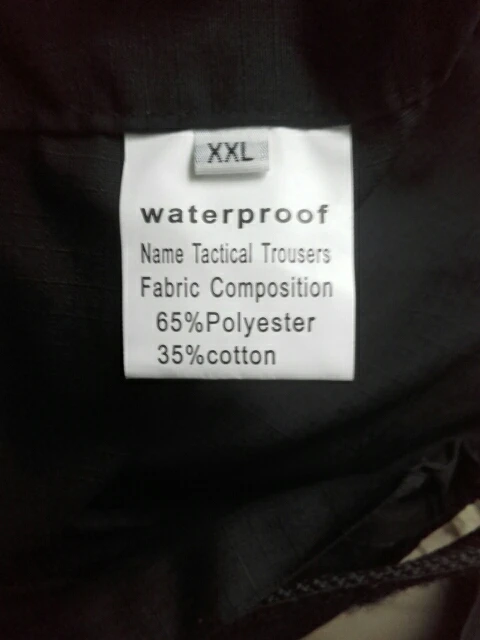 XXL
waterproof
Name Tactical Trousers
Fabric Composition
65%Polyester
35%cotton